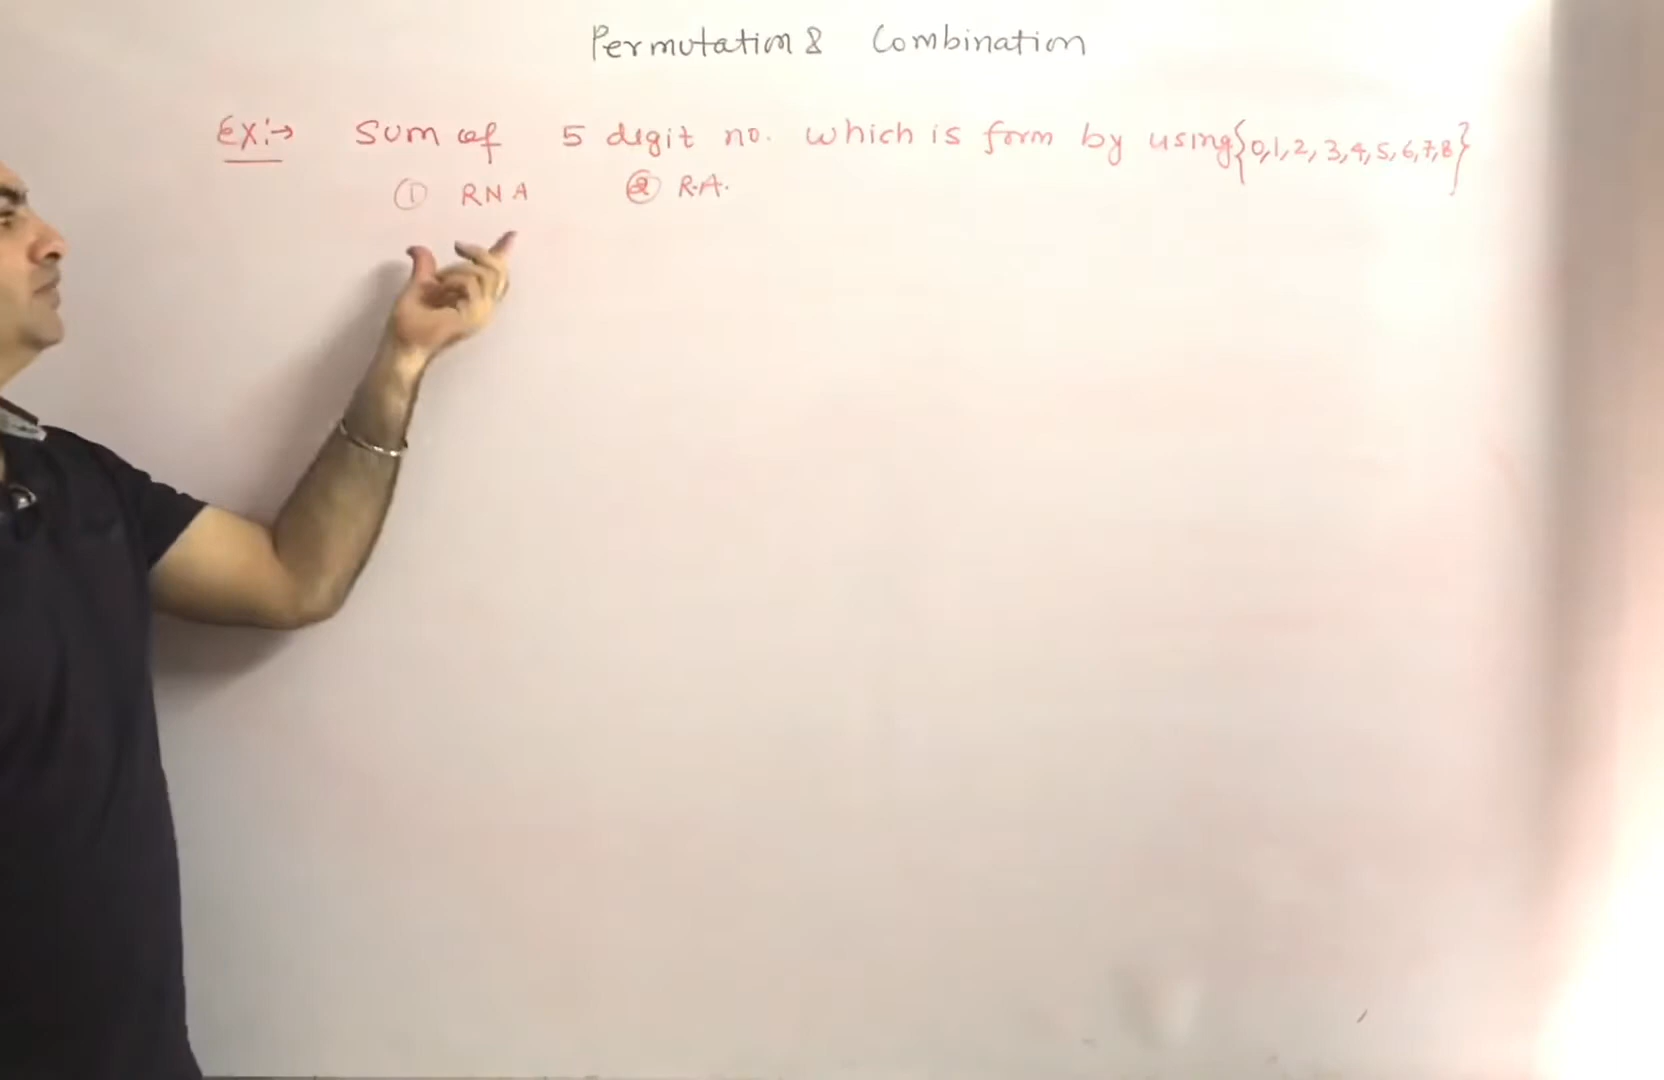 Permutation & Combination
Ex:→ Sum of 5 digit no. which is form by using {0,1,2,3,4,5,6,7,8}
① RNA ② R.A.